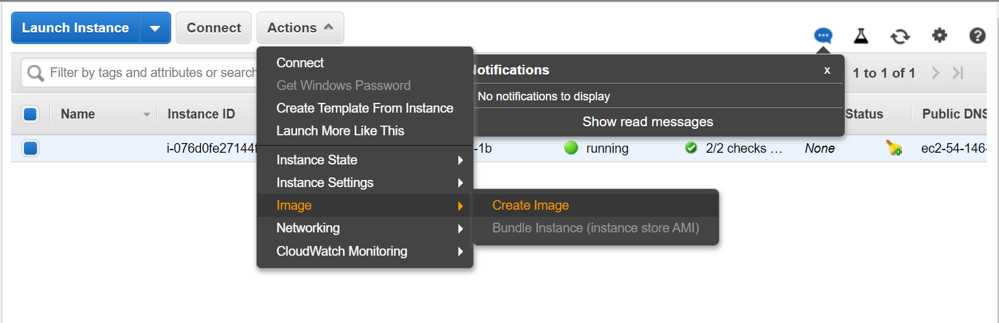 Launch Instance
Connect
Actions
Filter by tags and attributes or search
1 to 1 of 1
Name
Instance ID
Status
Public DNS
i-076d0fe27144f
-1b
running
2/2 checks …
None
ec2-54-146-
Connect
Get Windows Password
Create Template From Instance
Launch More Like This
Instance State
Instance Settings
Image
Networking
CloudWatch Monitoring
Create Image
Bundle Instance (instance store AMI)
Notifications
x
No notifications to display
Show read messages